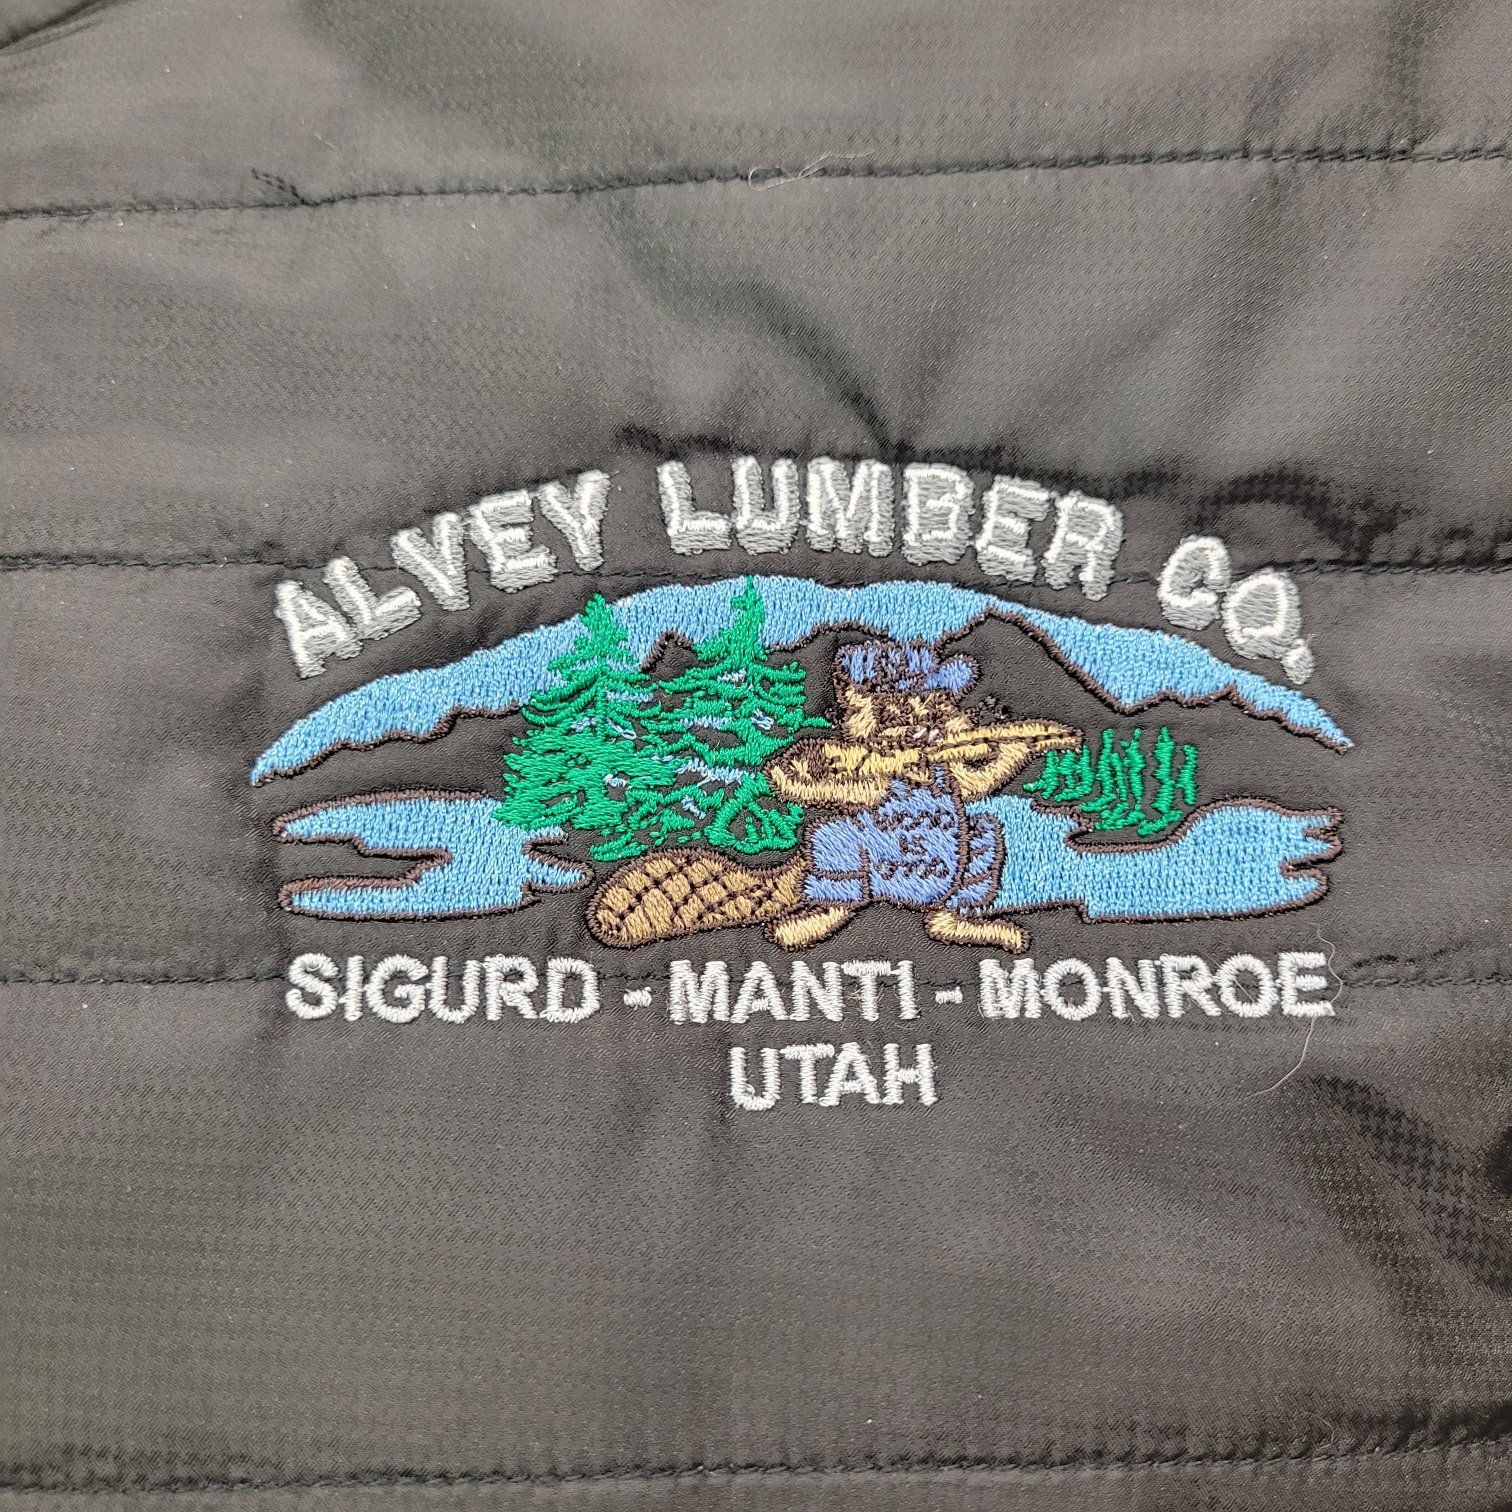 ALVEY LUMBER CO.
SIGURD - MANTI - MONROE
UTAH